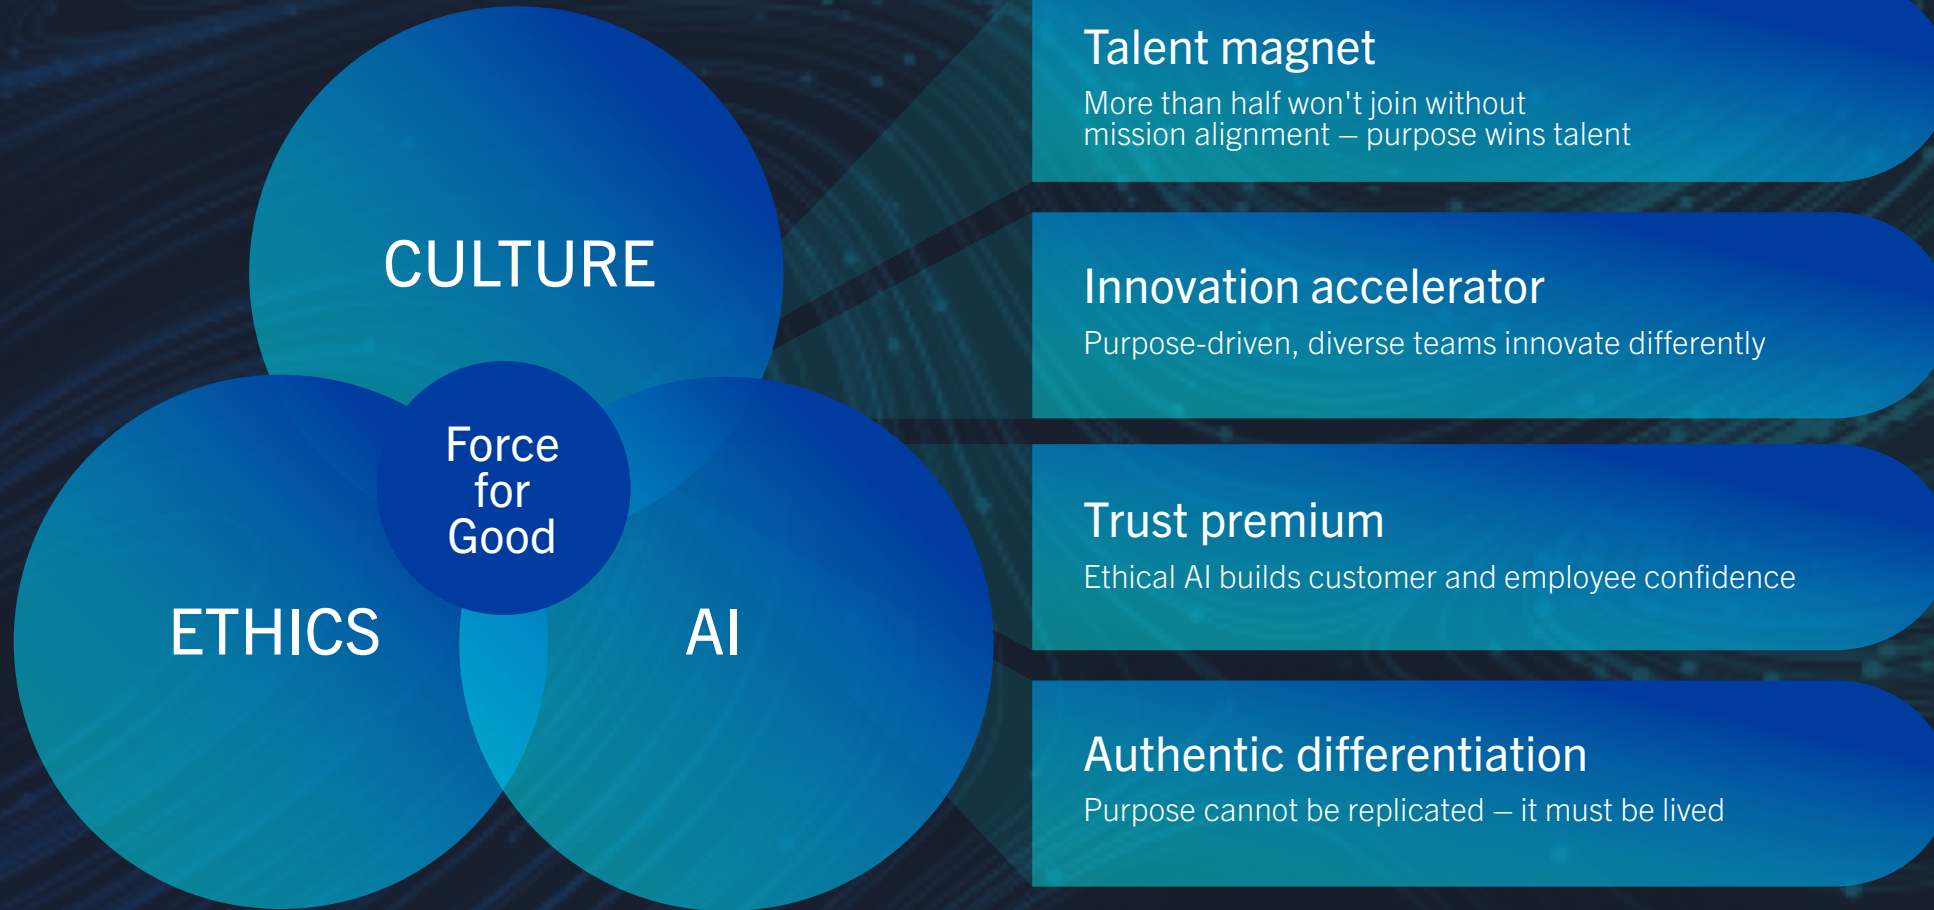 CULTURE
Force
for
Good
ETHICS
AI
Talent magnet
More than half won't join without
mission alignment – purpose wins talent
Innovation accelerator
Purpose-driven, diverse teams innovate differently
Trust premium
Ethical AI builds customer and employee confidence
Authentic differentiation
Purpose cannot be replicated – it must be lived